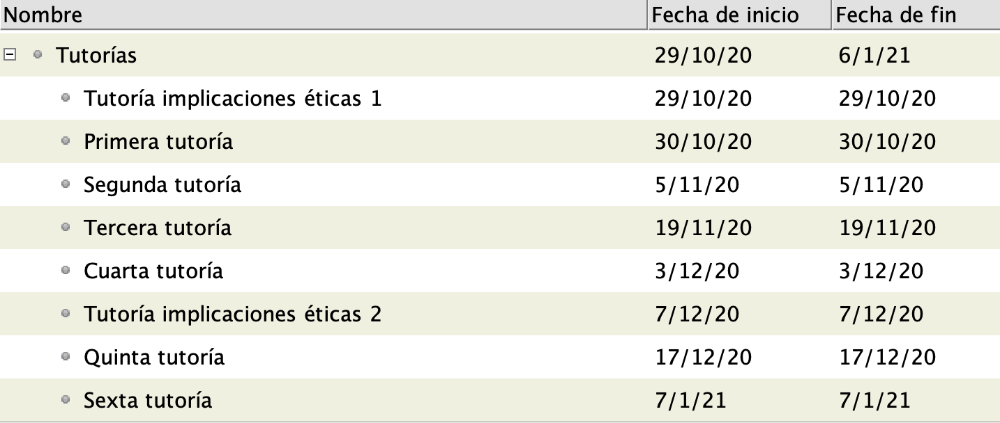 Nombre Fecha de inicio Fecha de fin
Tutorías 29/10/20 6/1/21
Tutoría implicaciones éticas 1 29/10/20 29/10/20
Primera tutoría 30/10/20 30/10/20
Segunda tutoría 5/11/20 5/11/20
Tercera tutoría 19/11/20 19/11/20
Cuarta tutoría 3/12/20 3/12/20
Tutoría implicaciones éticas 2 7/12/20 7/12/20
Quinta tutoría 17/12/20 17/12/20
Sexta tutoría 7/1/21 7/1/21